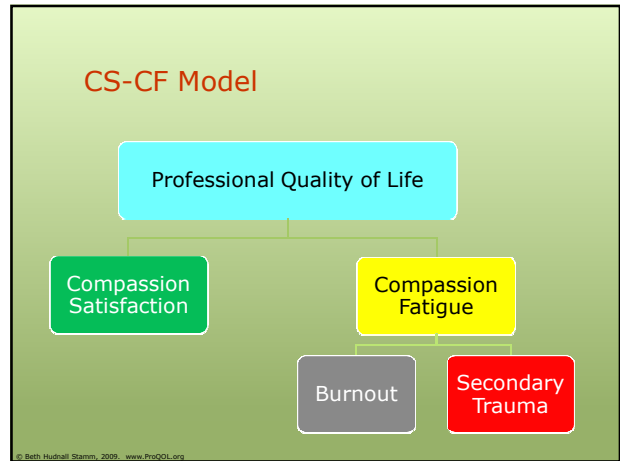 CS-CF Model
Professional Quality of Life
Compassion
Satisfaction
Compassion
Fatigue
Burnout
Secondary
Trauma
© Beth Hudnall Stamm, 2009. www.ProQOL.org